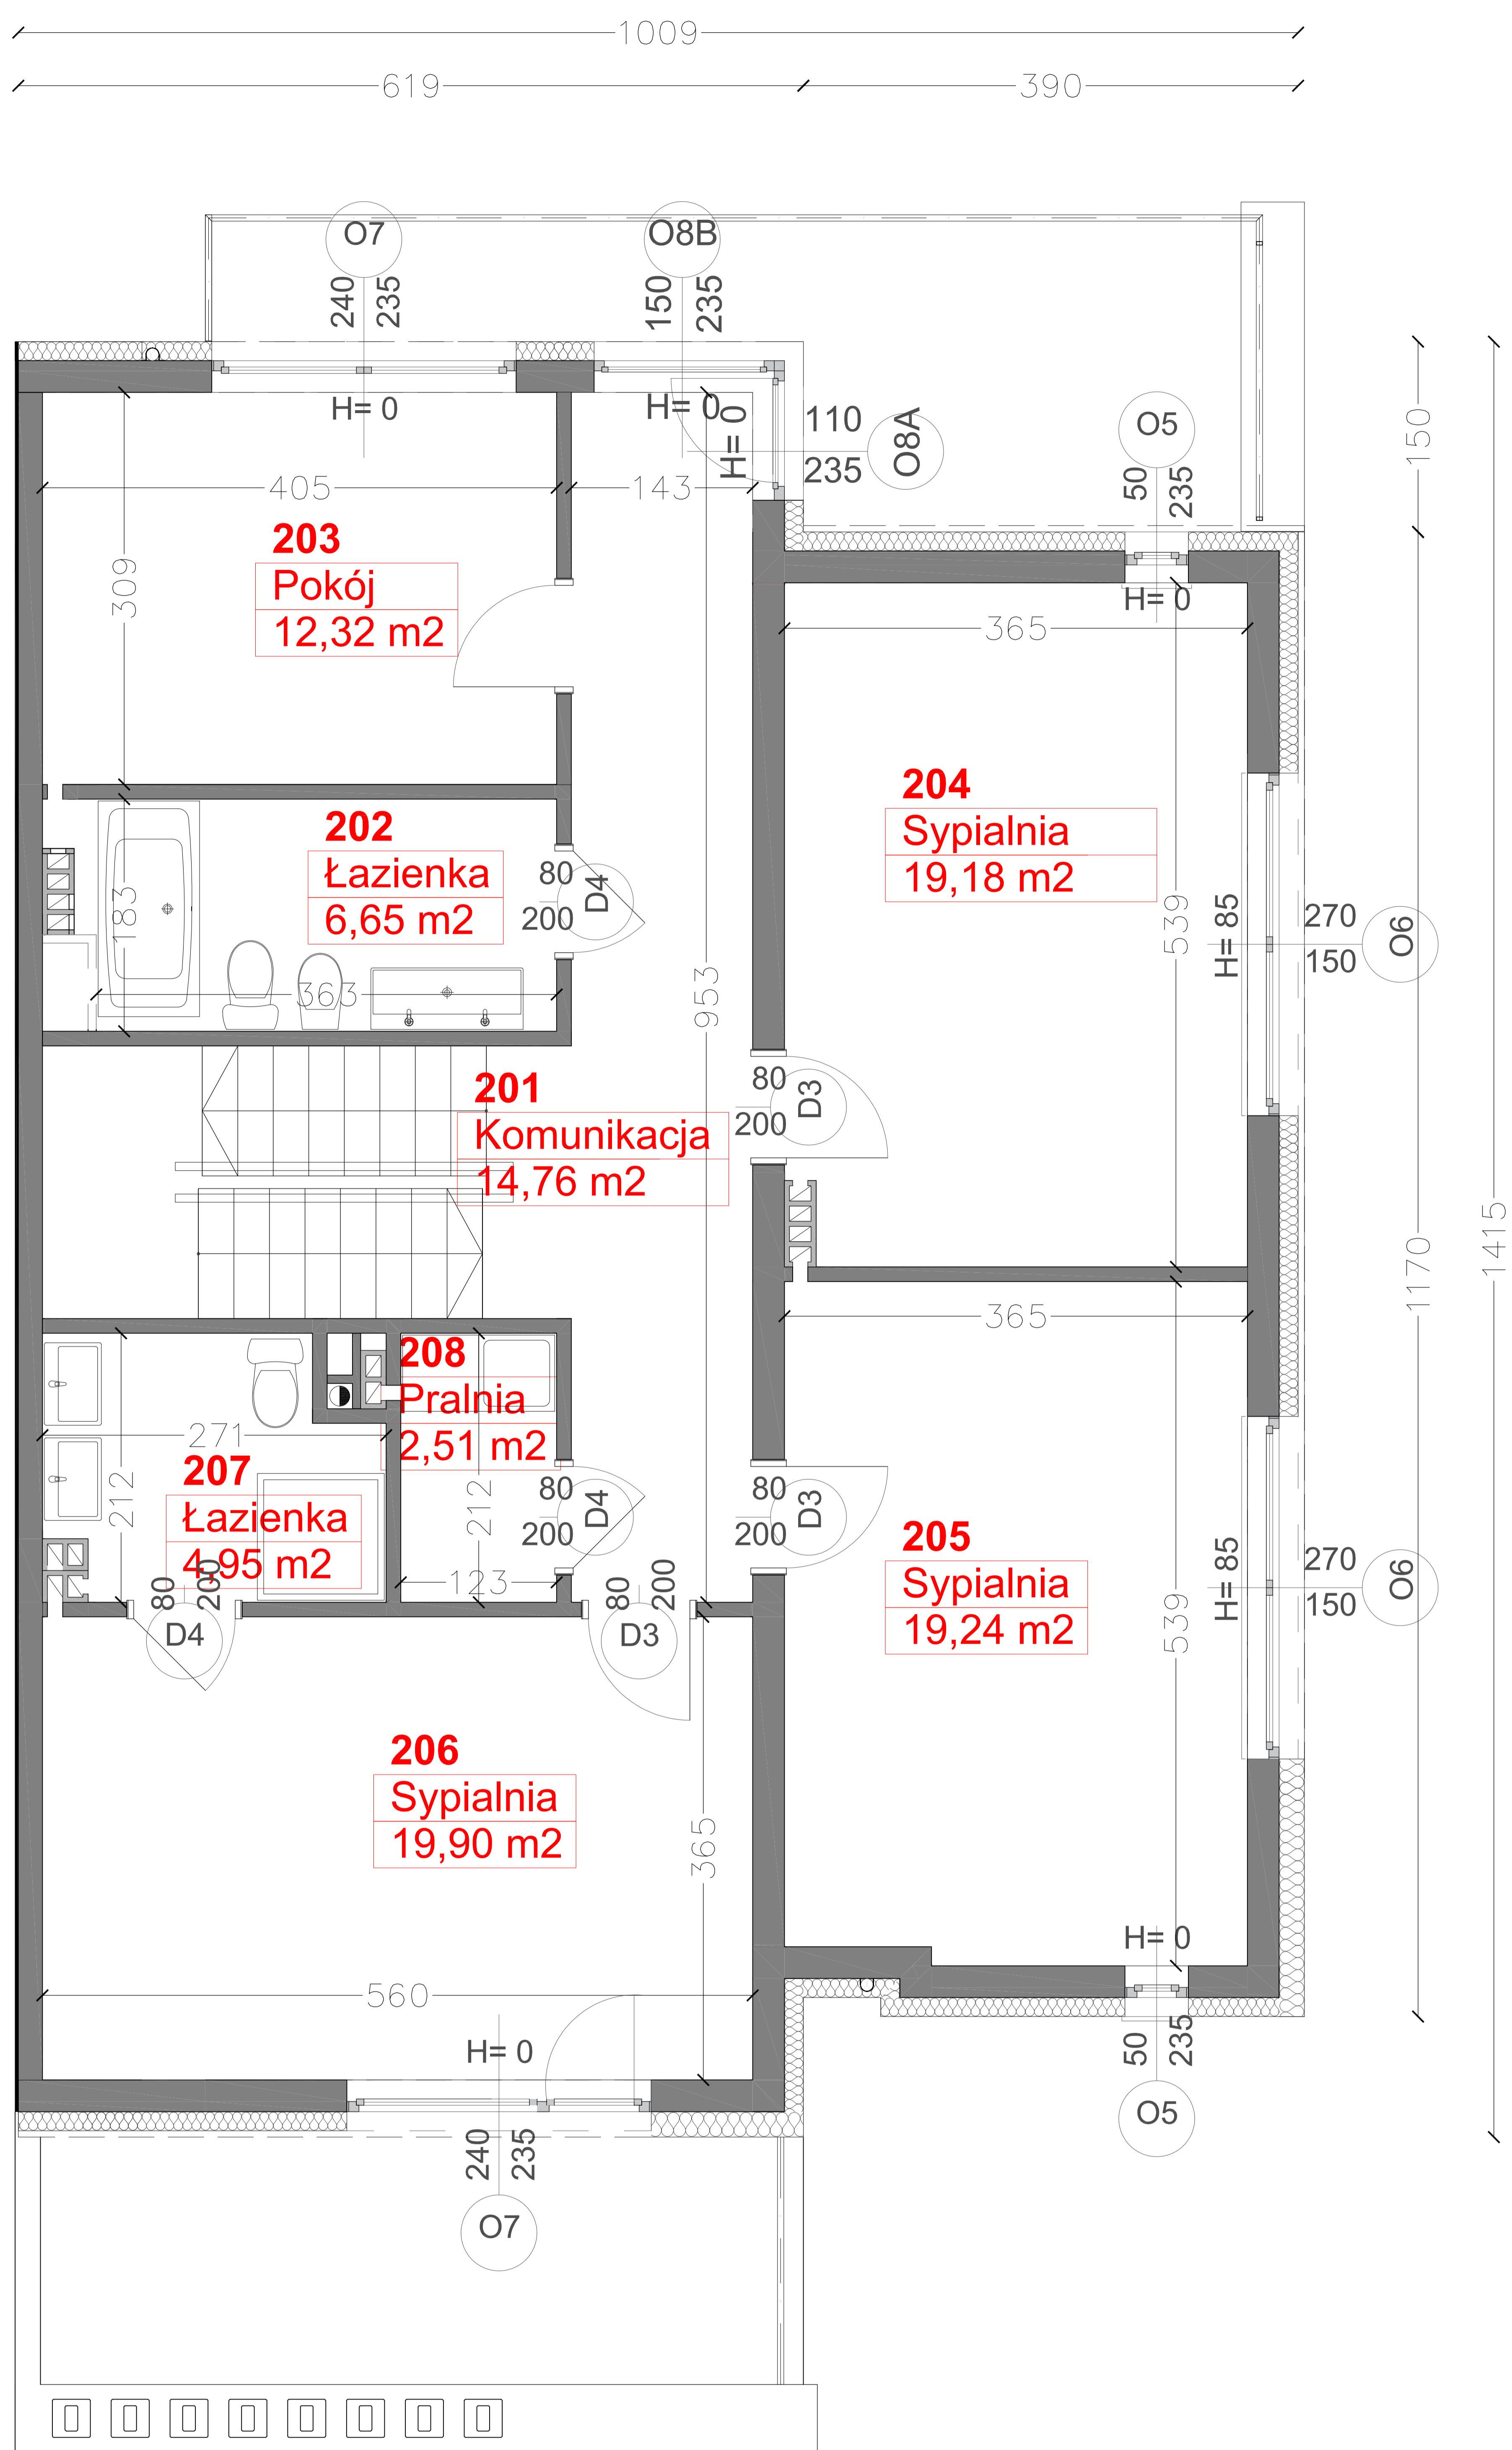 1009
619
390
O7
O8B
240
235
150
235
H= 0
H= 0
H= 0
110
235
O8A
O5
50
235
H= 0
150
405
143
203
Pokój
12,32 m2
309
365
204
Sypialnia
19,18 m2
202
Łazienka
6,65 m2
80
200
D4
183
363
953
539
H= 85
270
150
O6
201
Komunikacja
14,76 m2
80
200
D3
1170
1415
365
208
Pralnia
2,51 m2
271
212
207
Łazienka
4,95 m2
212
123
80
200
D4
80
200
D3
80
200
D4
80
200
D3
205
Sypialnia
19,24 m2
539
H= 85
270
150
O6
206
Sypialnia
19,90 m2
365
560
H= 0
H= 0
50
235
O5
240
235
O7